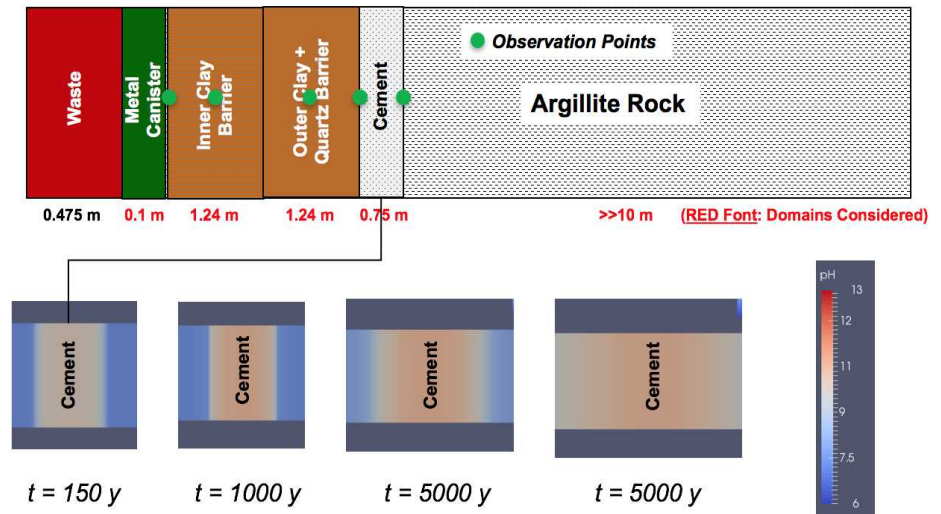 Waste
Metal
Canister
Inner Clay
Barrier
Outer Clay +
Quartz Barrier
Cement
Observation Points
Argillite Rock
0.475 m
0.1 m
1.24 m
1.24 m
0.75 m
>>10 m
(RED Font: Domains Considered)
Cement
Cement
Cement
Cement
pH
13
12
11
9
7.5
6
t = 150 y
t = 1000 y
t = 5000 y
t = 5000 y